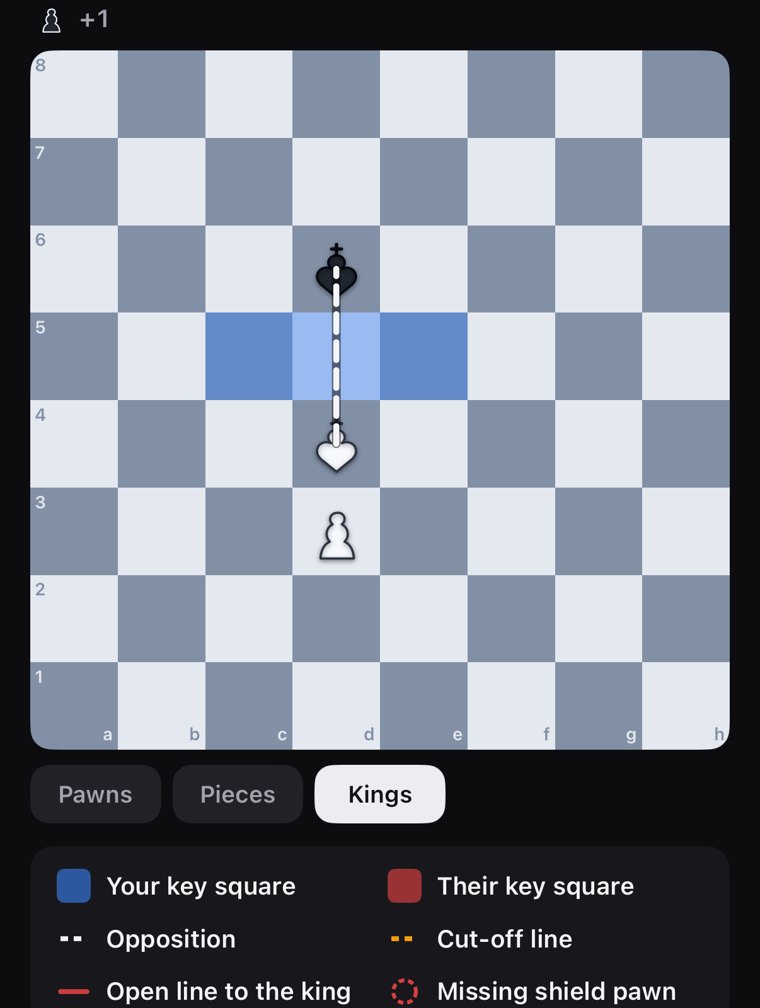 +1
8
7
6
5
4
3
2
1
a b c d e f g h
Pawns Pieces Kings
Your key square Their key square
Opposition Cut-off line
Open line to the king Missing shield pawn